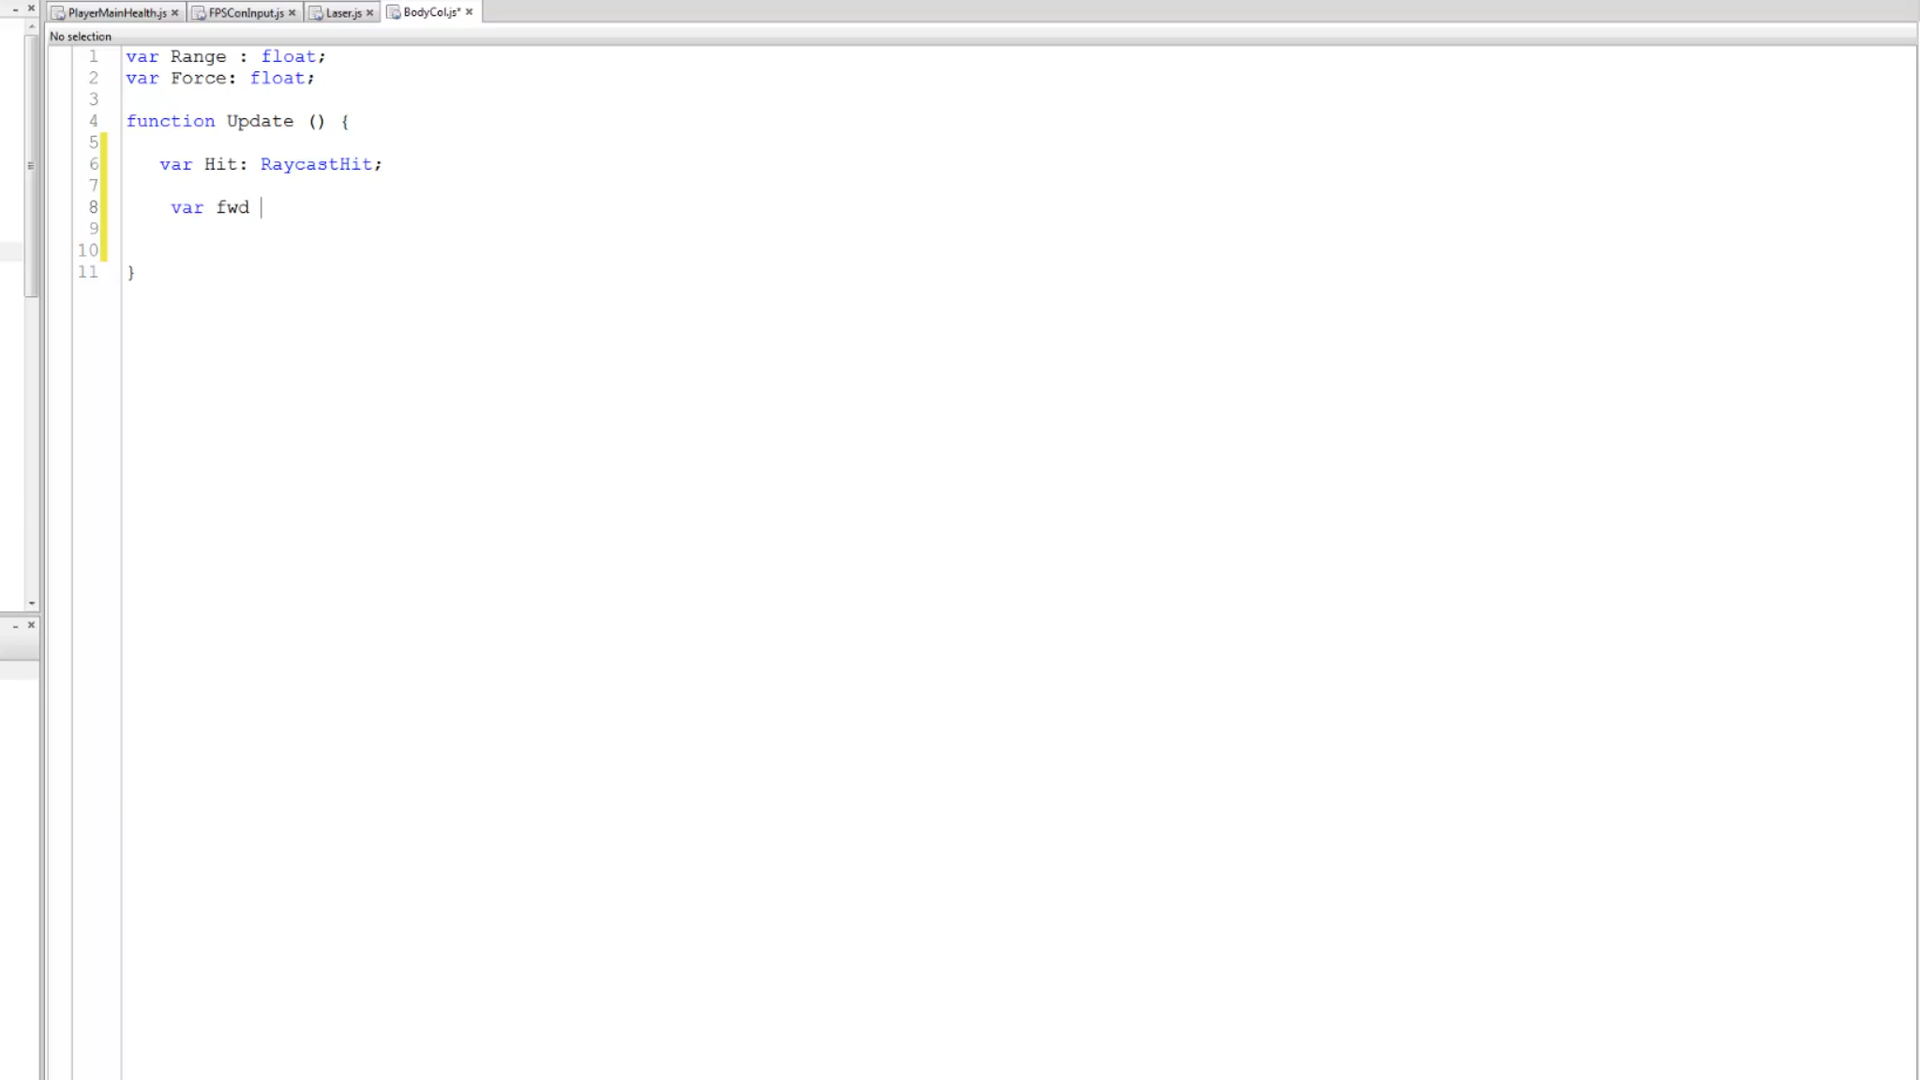 PlayerMainHealth.js FPSConInput.js Laser.js BodyCol.js*
No selection
1 var Range : float;
2 var Force: float;
3
4 function Update () {
5
6 var Hit: RaycastHit;
7
8 var fwd
9
10
11 }